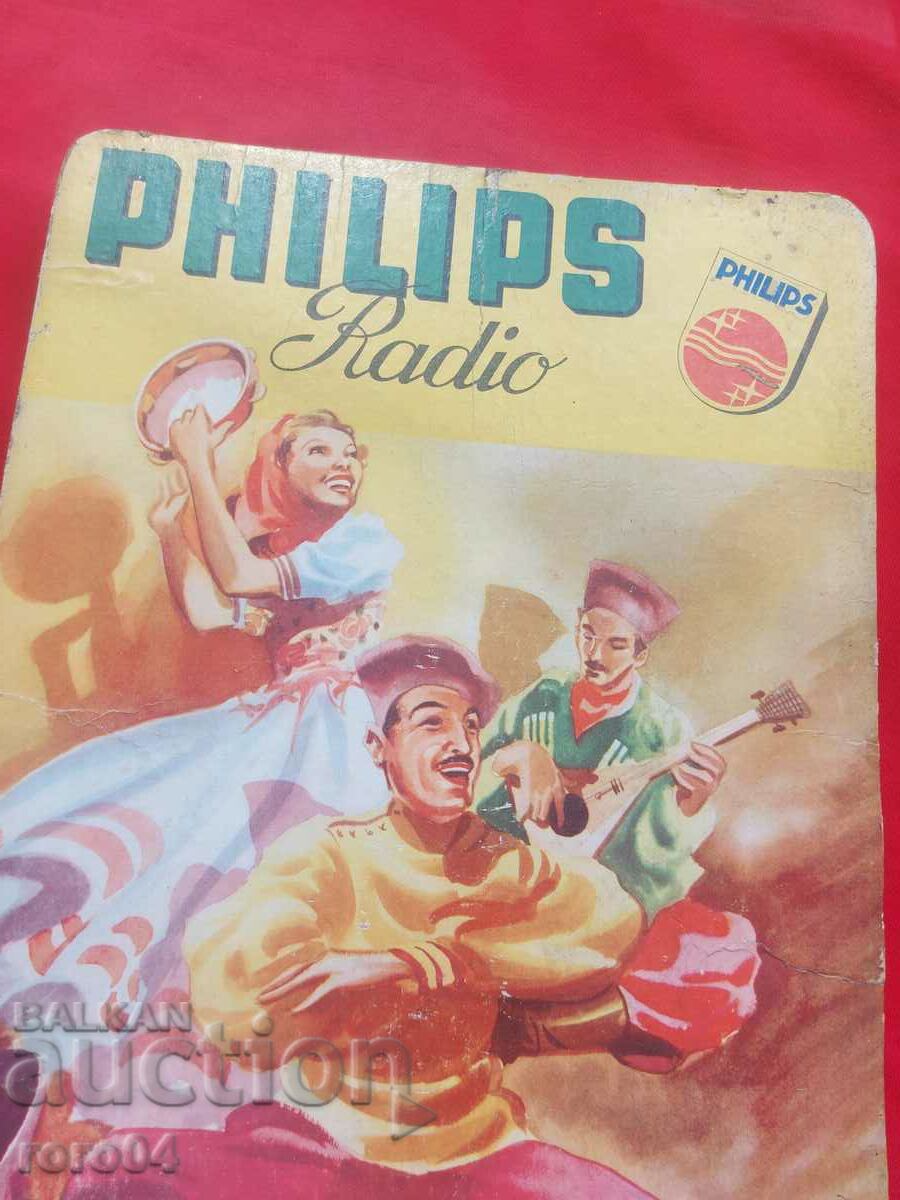 PHILIPS
Radio
PHILIPS
BALKAN
auction
roro04